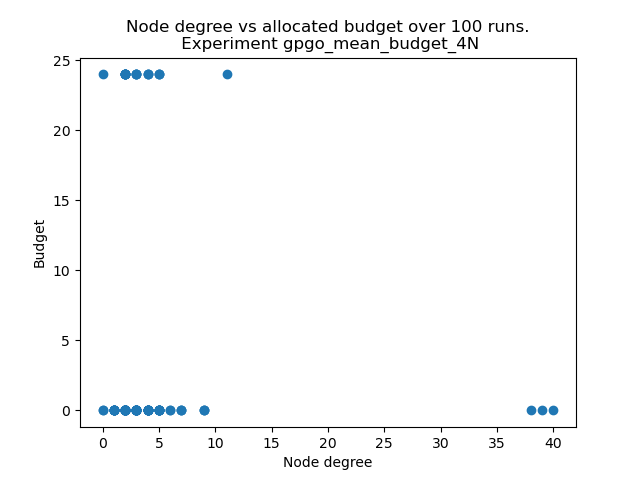 Node degree vs allocated budget over 100 runs.
Experiment gpgo_mean_budget_4N
25
20
15
10
5
0
Budget
0 5 10 15 20 25 30 35 40
Node degree